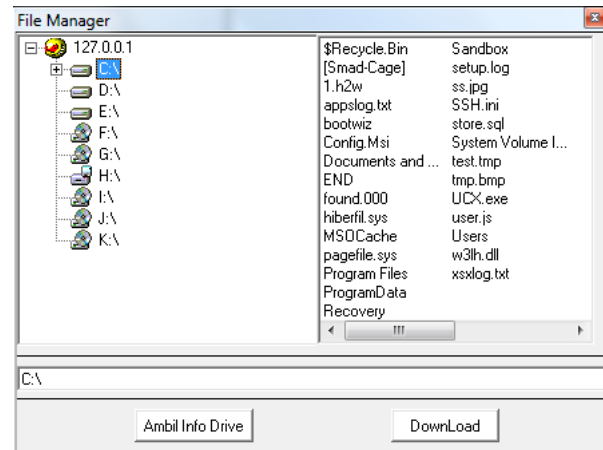 File Manager
127.0.0.1
C:\
D:\
E:\
F:\
G:\
H:\
I:\
J:\
K:\
$Recycle.Bin
[Smad-Cage]
1.h2w
appslog.txt
bootwiz
Config.Msi
Documents and ...
END
found.000
hiberfil.sys
MSOCache
pagefile.sys
Program Files
ProgramData
Recovery
Sandbox
setup.log
ss.jpg
SSH.ini
store.sql
System Volume I...
test.tmp
tmp.bmp
UCX.exe
user.js
Users
w3lh.dll
xsxlog.txt
C:\
Ambil Info Drive
DownLoad